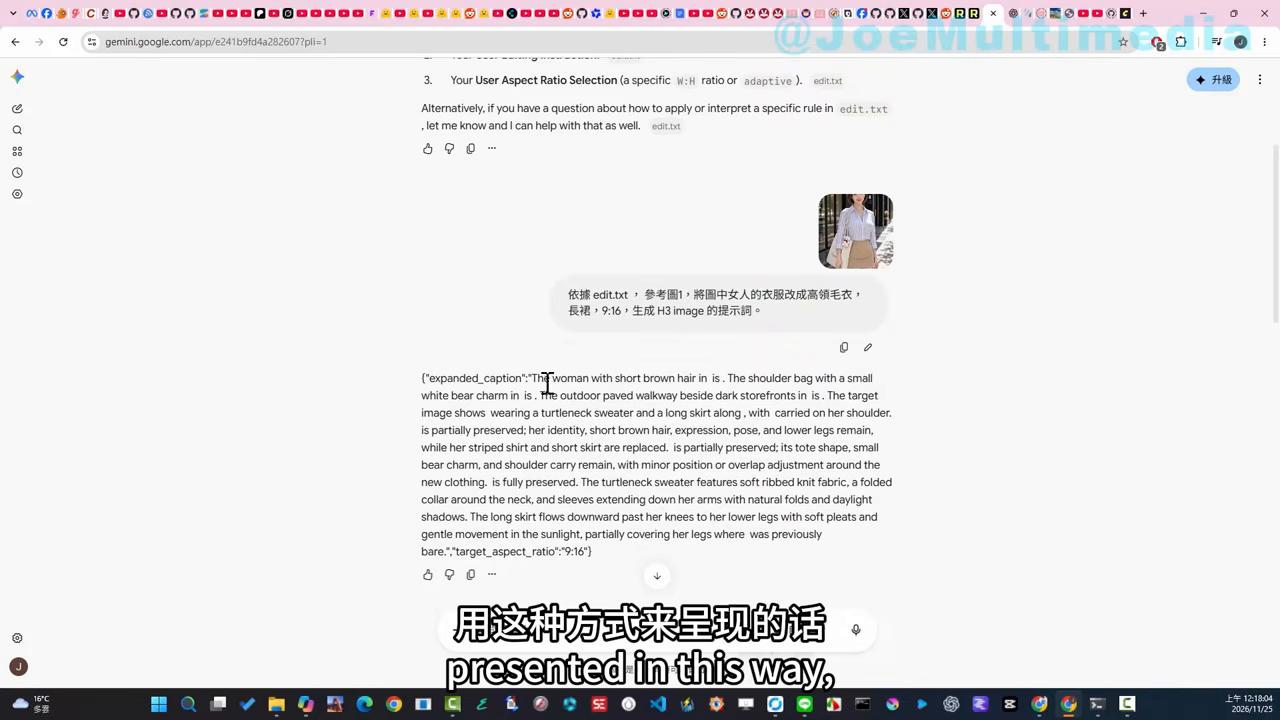 @JoeMultimedia
gemini.google.com/app/e241b9fd4a282607?pli=1
3. Your User Aspect Ratio Selection (a specific W:H ratio or adaptive ). edit.txt
升級
Alternatively, if you have a question about how to apply or interpret a specific rule in edit.txt
, let me know and I can help with that as well. edit.txt
依據 edit.txt ， 參考圖1，將圖中女人的衣服改成高領毛衣，
長裙，9:16，生成 H3 image 的提示詞。
{"expanded_caption":"The woman with short brown hair in  is . The shoulder bag with a small
white bear charm in  is . The outdoor paved walkway beside dark storefronts in  is . The target
image shows  wearing a turtleneck sweater and a long skirt along , with  carried on her shoulder.
is partially preserved; her identity, short brown hair, expression, pose, and lower legs remain,
while her striped shirt and short skirt are replaced.  is partially preserved; its tote shape, small
bear charm, and shoulder carry remain, with minor position or overlap adjustment around the
new clothing.  is fully preserved. The turtleneck sweater features soft ribbed knit fabric, a folded
collar around the neck, and sleeves extending down her arms with natural folds and daylight
shadows. The long skirt flows downward past her knees to her lower legs with soft pleats and
gentle movement in the sunlight, partially covering her legs where  was previously
bare.","target_aspect_ratio":"9:16"}
用这种方式来呈现的话
presented in this way,
J
16°C
多雲
上午 12:18:04
2026/11/25